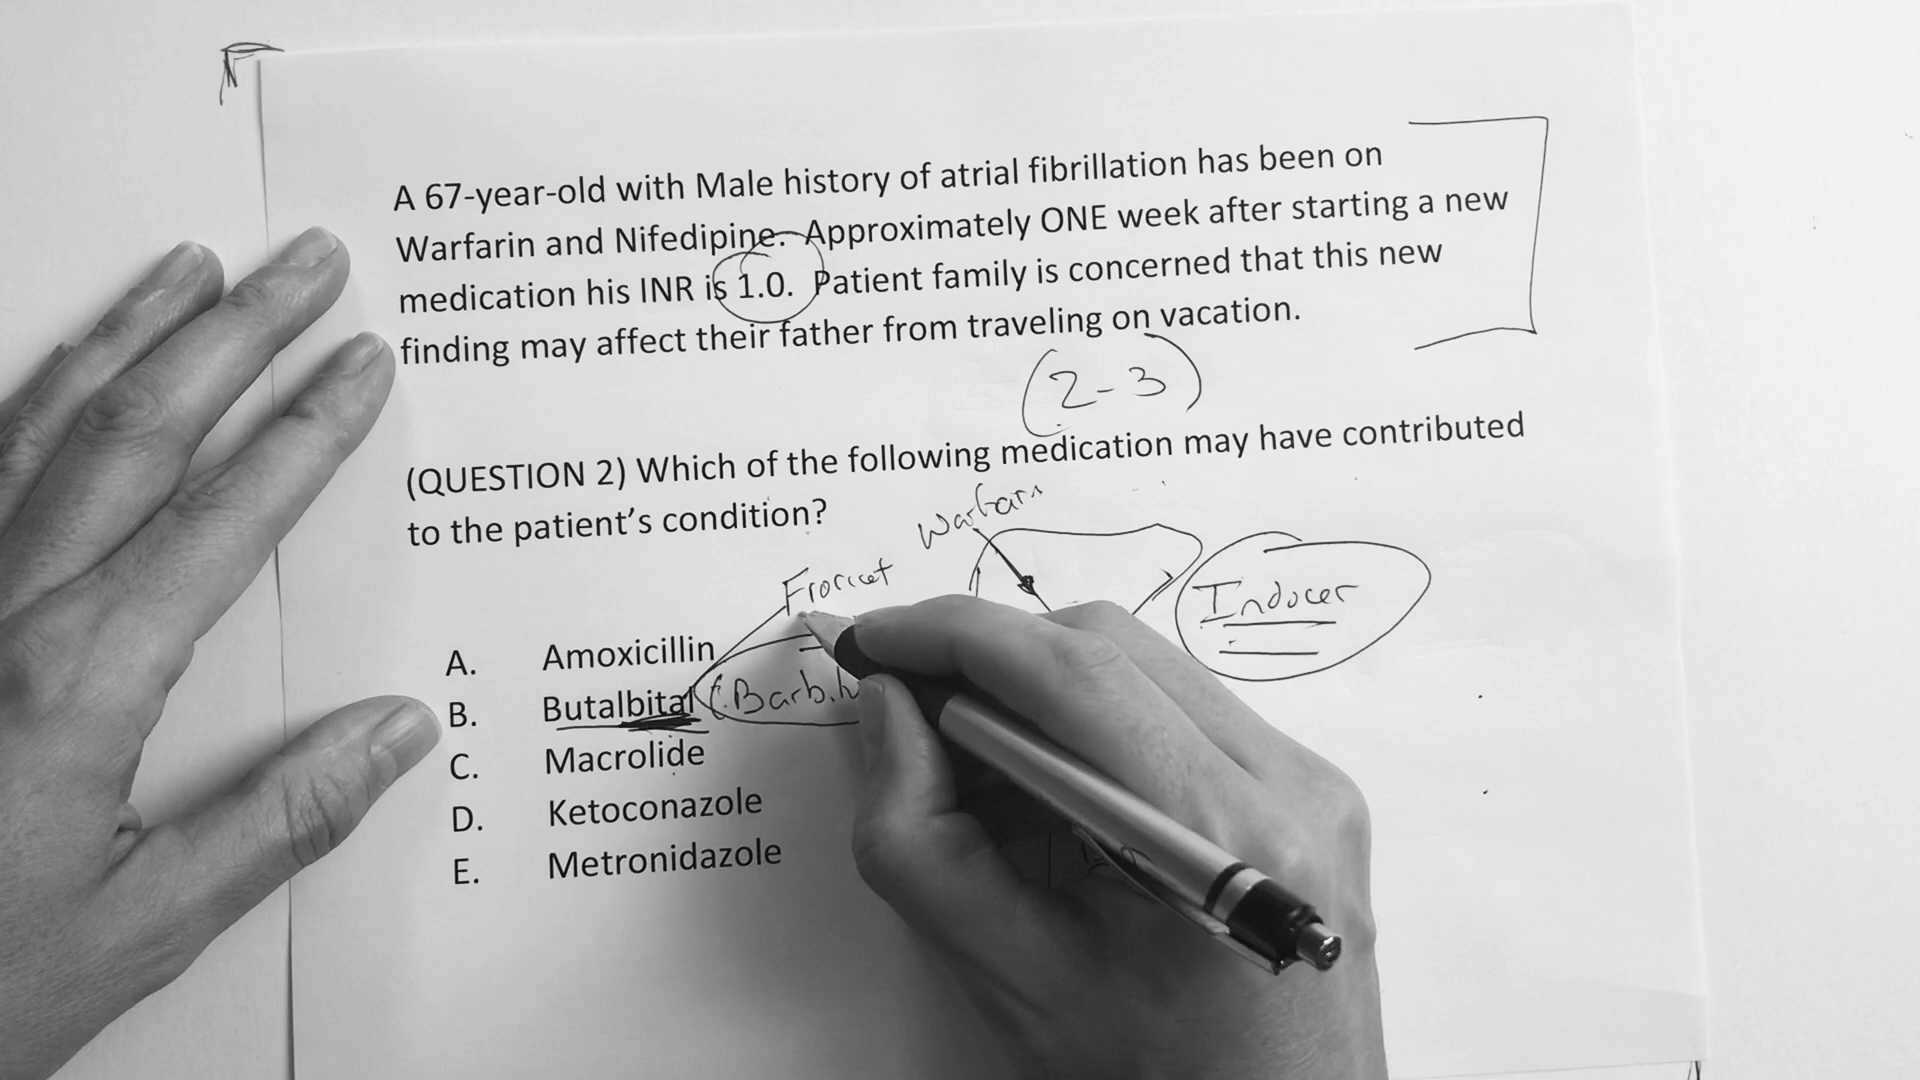 A 67-year-old with Male history of atrial fibrillation has been on
Warfarin and Nifedipine. Approximately ONE week after starting a new
medication his INR is 1.0. Patient family is concerned that this new
finding may affect their father from traveling on vacation.
(2-3)
(QUESTION 2) Which of the following medication may have contributed
to the patient's condition?
Warfarin
Fioricet
Inducer
A. Amoxicillin
B. Butalbital (Barbitu
C. Macrolide
D. Ketoconazole
E. Metronidazole